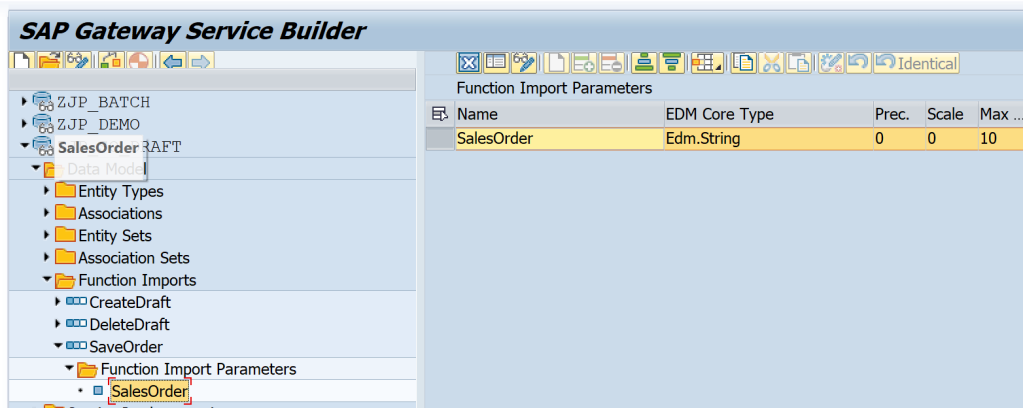 SAP Gateway Service Builder
Identical
Function Import Parameters
Name EDM Core Type Prec. Scale Max ...
SalesOrder Edm.String 0 0 10
ZJP_BATCH
ZJP_DEMO
SalesOrder RAFT
Data Model
Entity Types
Associations
Entity Sets
Association Sets
Function Imports
CreateDraft
DeleteDraft
SaveOrder
Function Import Parameters
SalesOrder